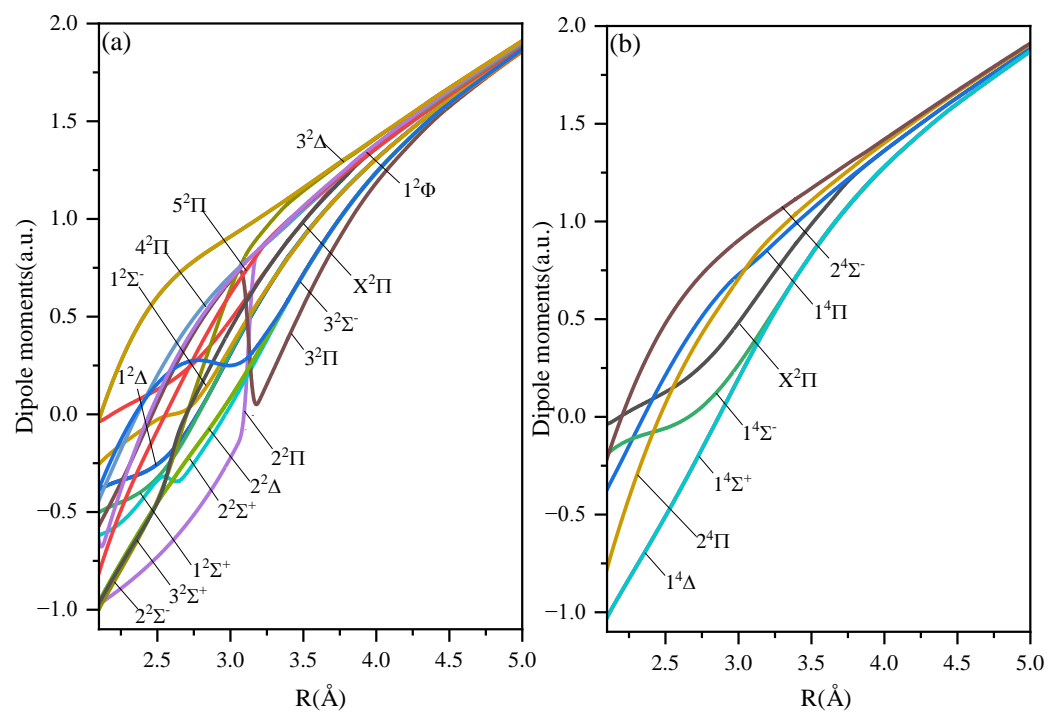 (a)
Dipole moments(a.u.)
2.0
1.5
1.0
0.5
0.0
−0.5
−1.0
3²Δ
1²Φ
5²Π
4²Π
1²Σ⁻
X²Π
3²Σ⁻
3²Π
1²Δ
2²Π
2²Δ
2²Σ⁺
1²Σ⁺
3²Σ⁺
2²Σ⁻
2.5
3.0
3.5
4.0
4.5
5.0
R(Å)
(b)
Dipole moments(a.u.)
2.0
1.5
1.0
0.5
0.0
−0.5
−1.0
2⁴Σ⁻
1⁴Π
X²Π
1⁴Σ⁻
1⁴Σ⁺
2⁴Π
1⁴Δ
2.5
3.0
3.5
4.0
4.5
5.0
R(Å)